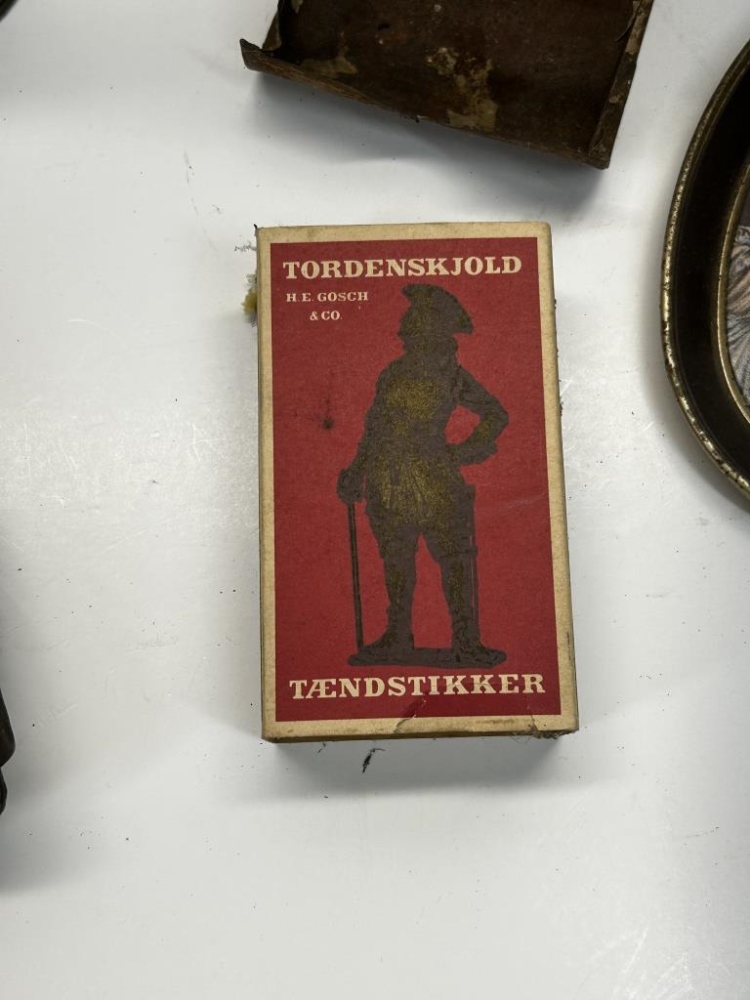 TORDENSKJOLD
H.E. GOSCH
& CO.
TÆNDSTIKKER